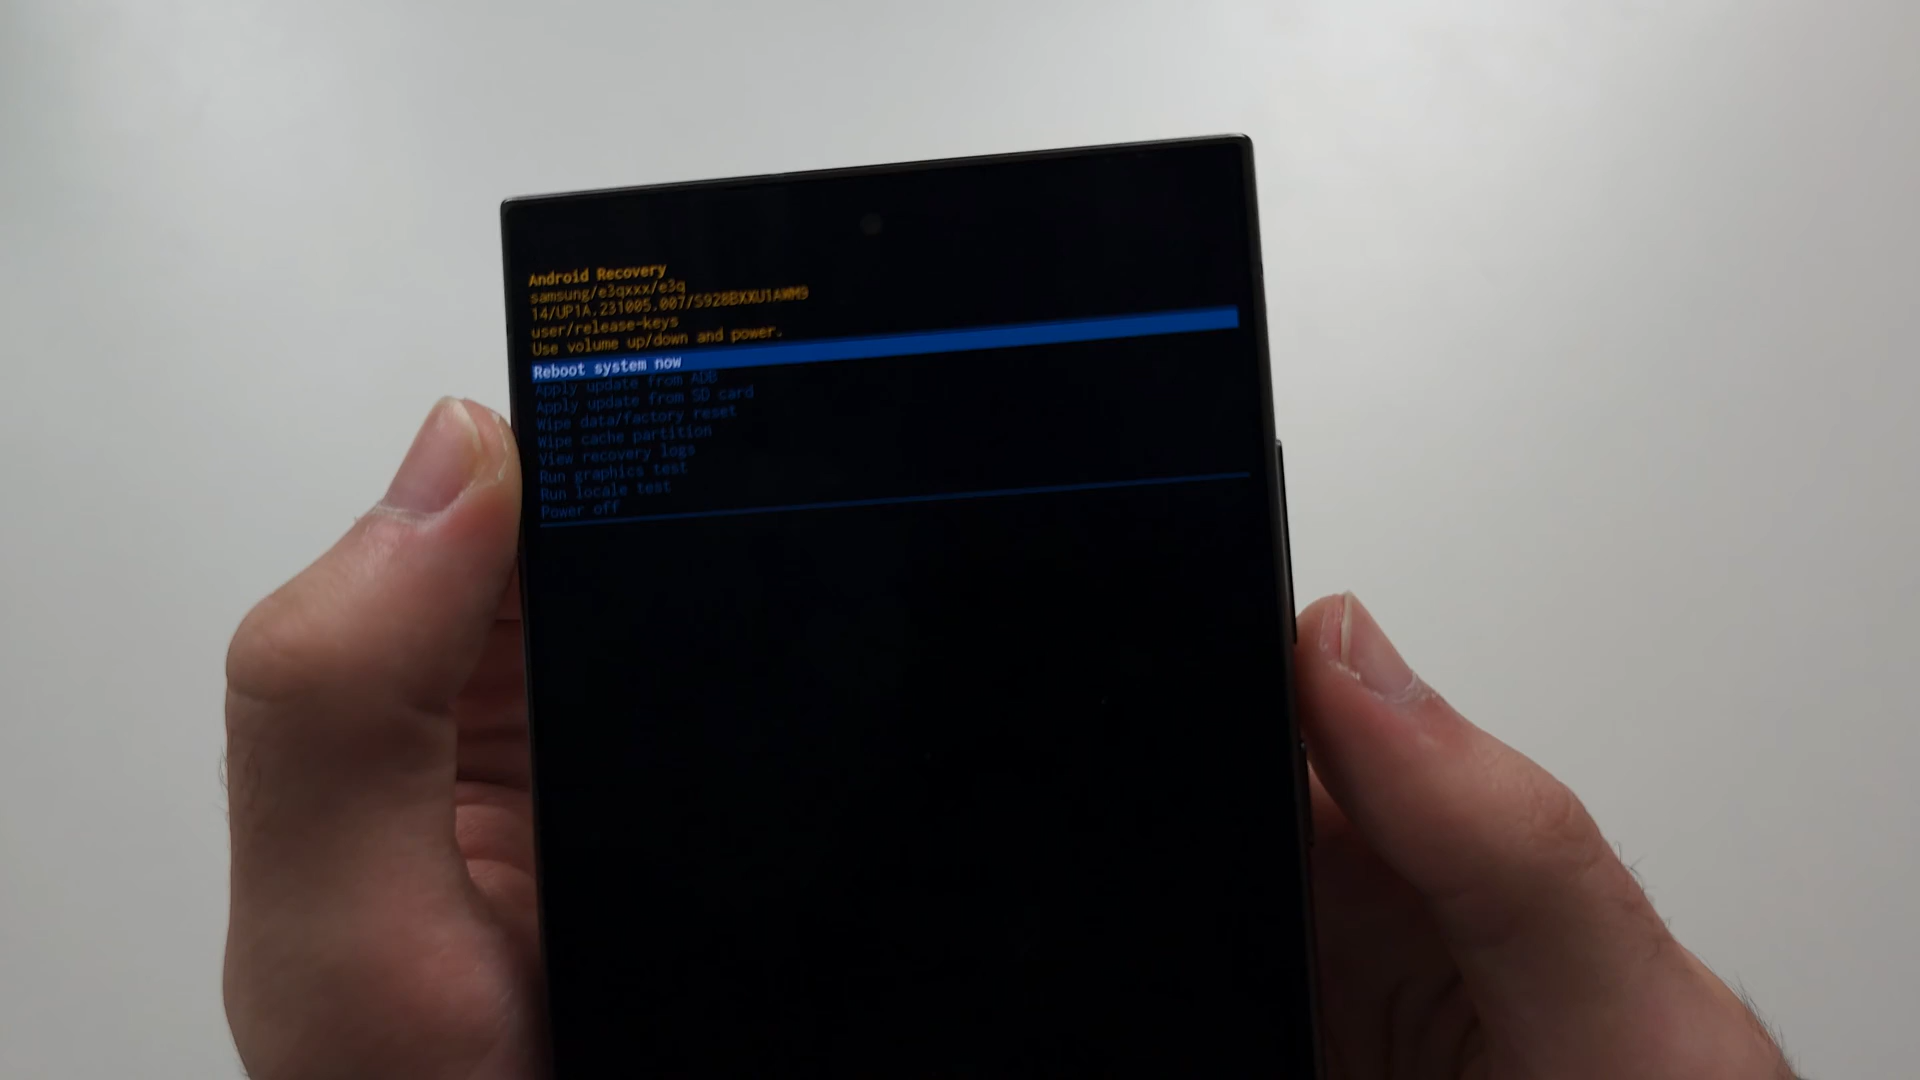 Android Recovery
samsung/e3qxxx/e3q
14/UP1A.231005.007/S928BXXU1AWM9
user/release-keys
Use volume up/down and power.
Reboot system now
Apply update from ADB
Apply update from SD card
Wipe data/factory reset
Wipe cache partition
View recovery logs
Run graphics test
Run locale test
Power off